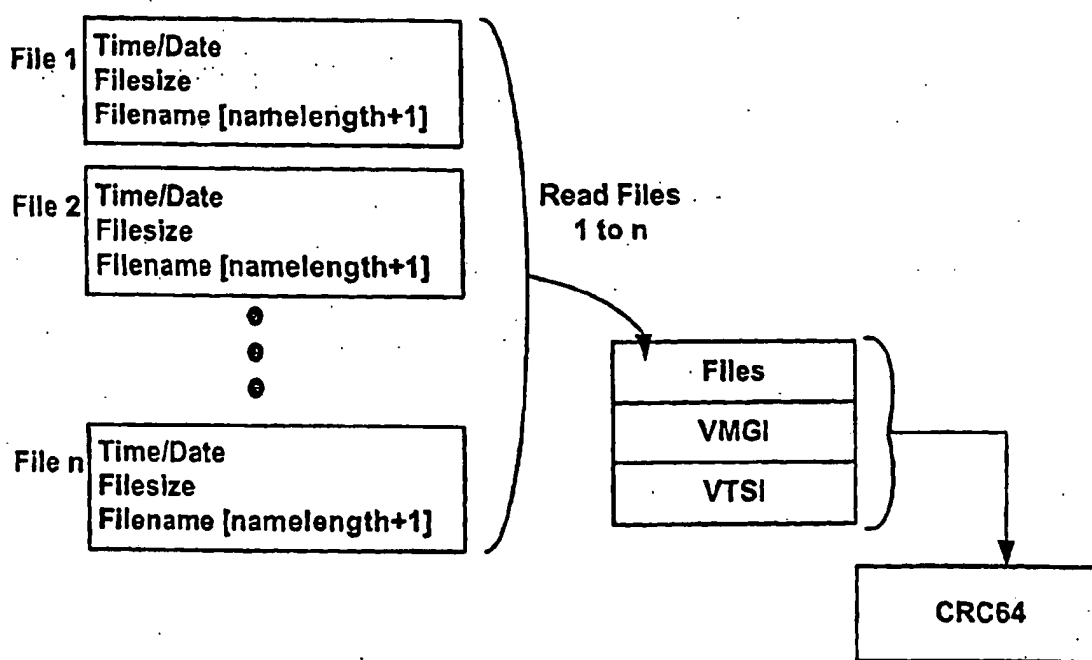 File 1
Time/Date
Filesize
Filename [namelength+1]
File 2
Time/Date
Filesize
Filename [namelength+1]
File n
Time/Date
Filesize
Filename [namelength+1]
Read Files
1 to n
Files
VMGI
VTSI
CRC64